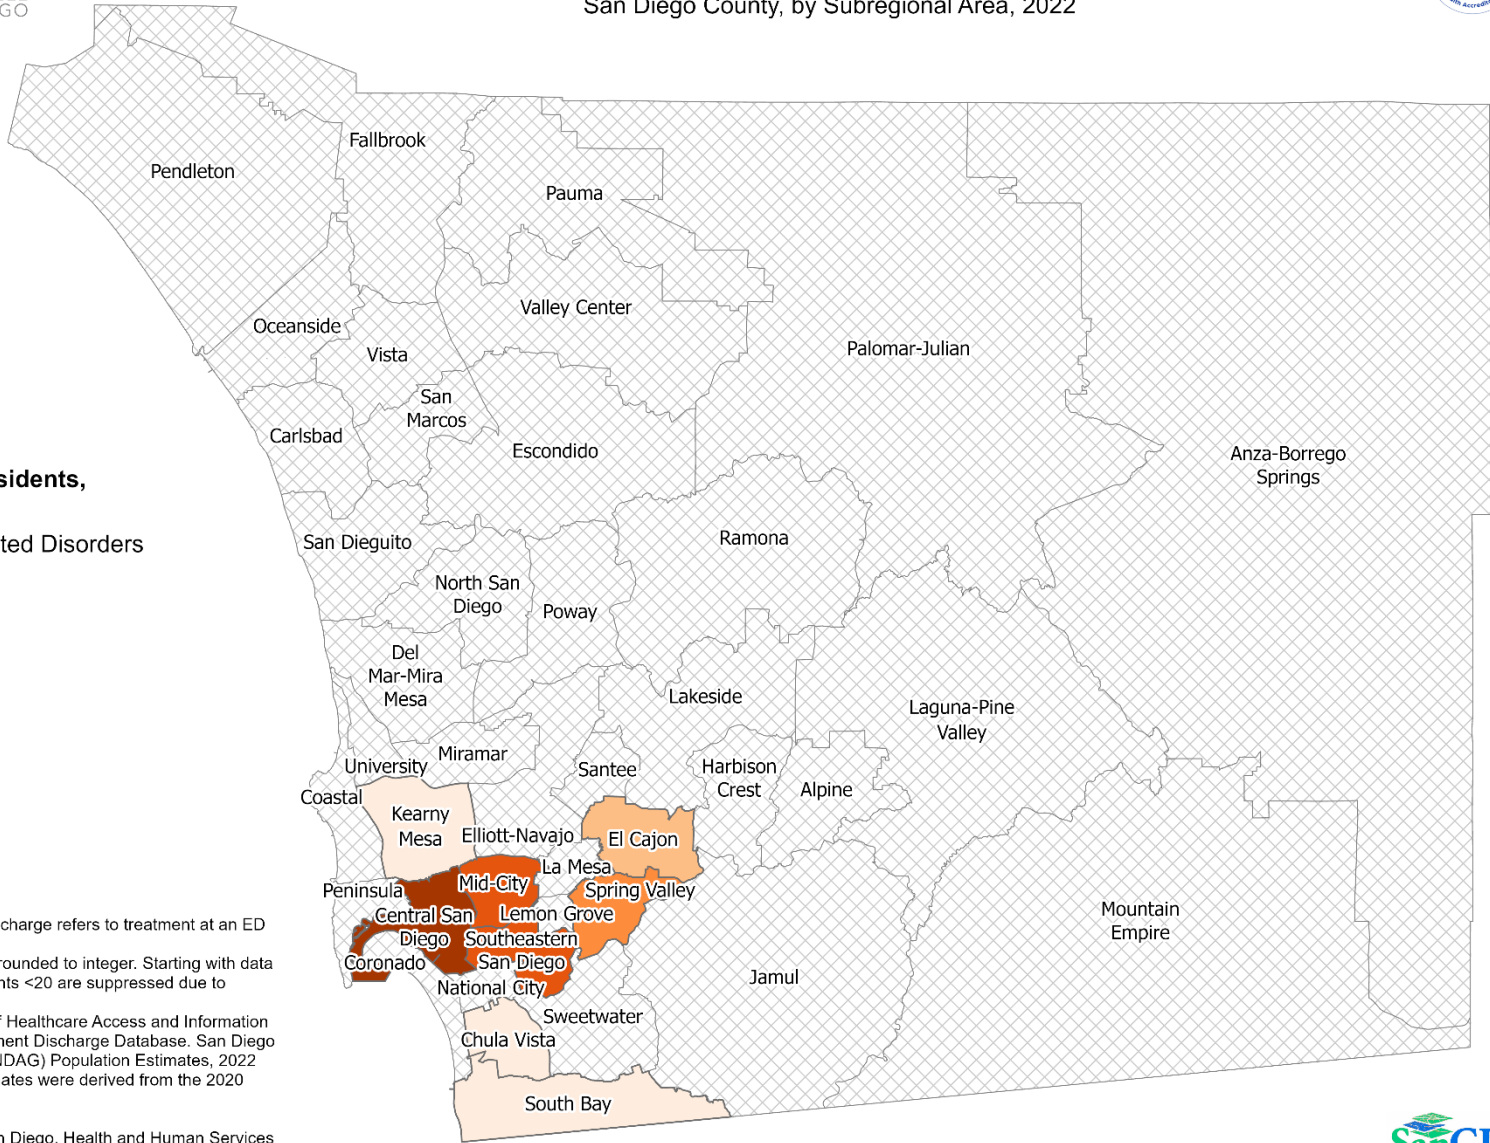 GO
San Diego County, by Subregional Area, 2022
Fallbrook
Pendleton
Pauma
Valley Center
Oceanside
Vista
Palomar-Julian
San
Marcos
Carlsbad
Escondido
Anza-Borrego
Springs
sidents,
San Dieguito
Ramona
ted Disorders
North San
Diego
Poway
Del
Mar-Mira
Mesa
Lakeside
Laguna-Pine
Valley
Miramar
University
Santee
Harbison
Crest
Alpine
Coastal
Kearny
Mesa
Elliott-Navajo
El Cajon
La Mesa
Mid-City
Peninsula
Spring Valley
Central San
Diego
Lemon Grove
Mountain
Empire
Southeastern
San Diego
Coronado
Jamul
National City
Sweetwater
Chula Vista
South Bay
charge refers to treatment at an ED
rounded to integer. Starting with data
nts <20 are suppressed due to
f Healthcare Access and Information
nent Discharge Database. San Diego
NDAG) Population Estimates, 2022
ates were derived from the 2020
n Diego, Health and Human Services